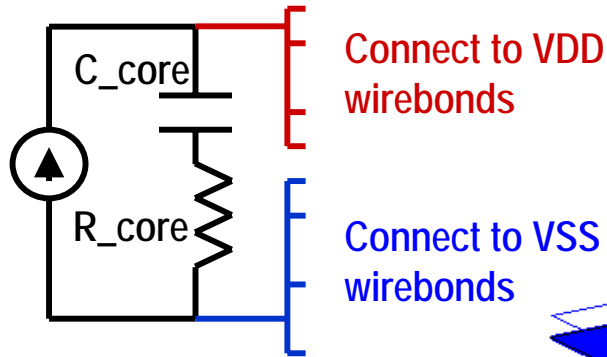 C_core
R_core
Connect to VDD
wirebonds
Connect to VSS
wirebonds